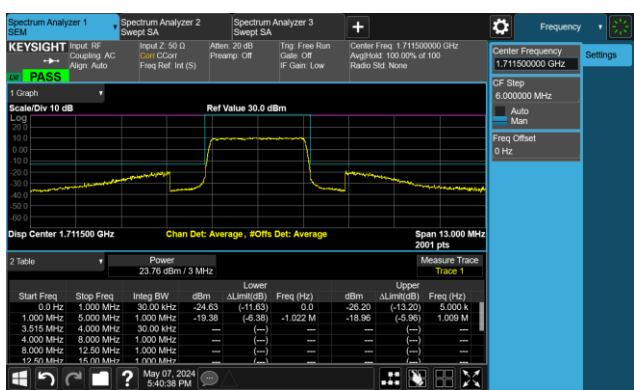 Spectrum Analyzer 1
SEM
Spectrum Analyzer 2
Swept SA
Spectrum Analyzer 3
Swept SA
Frequency
KEYSIGHT
Input: RF
Coupling: AC
Align: Auto
Input Z: 50 Ω
Corr CCorr
Freq Ref: Int (S)
Atten: 20 dB
Preamp: Off
Trig: Free Run
Gate: Off
IF Gain: Low
Center Freq: 1.711500000 GHz
Avg|Hold: 100.00% of 100
Radio Std: None
PASS
Center Frequency
1.711500000 GHz
Settings
CF Step
6.000000 MHz
Auto
Man
Freq Offset
0 Hz
1 Graph
Scale/Div 10 dB
Ref Value 30.0 dBm
Log
20.0
10.0
0.00
-10.0
-20.0
-30.0
-40.0
-50.0
-60.0
Disp Center 1.711500 GHz
Chan Det: Average, #Offs Det: Average
Span 13.000 MHz
2001 pts
2 Table
Power
23.76 dBm / 3 MHz
Measure Trace
Trace 1
Lower Upper
Start Freq Stop Freq Integ BW dBm ΔLimit(dB) Freq (Hz) dBm ΔLimit(dB) Freq (Hz)
0.0 Hz 1.000 MHz 30.00 kHz -24.63 (-11.63) 0.0 -26.20 (-13.20) 5.000 k
1.000 MHz 5.000 MHz 1.000 MHz -19.38 (-6.38) -1.022 M -18.96 (-5.96) 1.009 M
3.515 MHz 4.000 MHz 30.00 kHz --- (---) --- --- (---) ---
4.000 MHz 8.000 MHz 1.000 MHz --- (---) --- --- (---) ---
8.000 MHz 12.50 MHz 1.000 MHz --- (---) --- --- (---) ---
12.50 MHz 15.00 MHz 1.000 MHz --- (---) --- --- (---) ---
May 07, 2024
5:40:38 PM